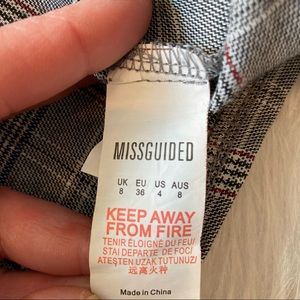 MISSGUIDED
UK EU US AUS
8 36 4 8
KEEP AWAY
FROM FIRE
TENIR ÉLOIGNÉ DU FEU/
STAI DEPARTE DE FOC/
ATEŞTEN UZAK TUTUNUZ/
远离火种
Made in China